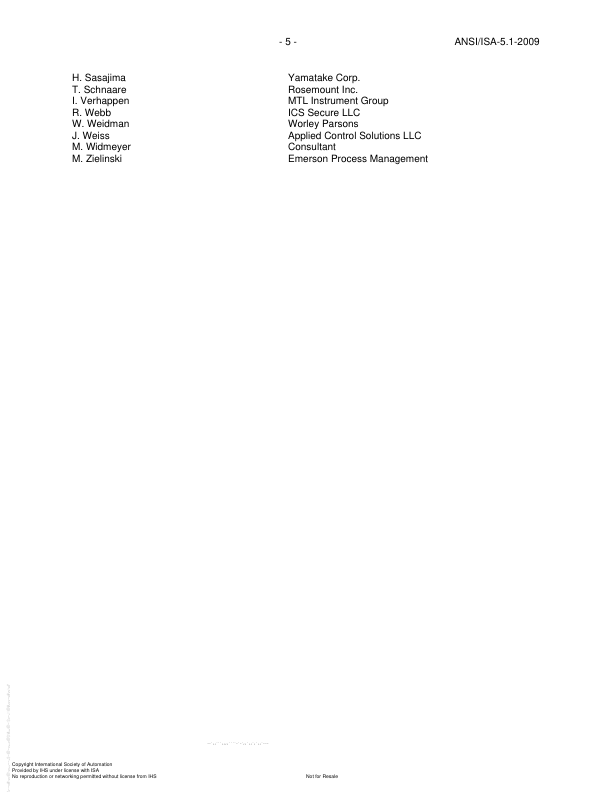 - 5 - ANSI/ISA-5.1-2009
H. Sasajima Yamatake Corp.
T. Schnaare Rosemount Inc.
I. Verhappen MTL Instrument Group
R. Webb ICS Secure LLC
W. Weidman Worley Parsons
J. Weiss Applied Control Solutions LLC
M. Widmeyer Consultant
M. Zielinski Emerson Process Management
Copyright International Society of Automation
Provided by IHS under license with ISA
No reproduction or networking permitted without license from IHS Not for Resale